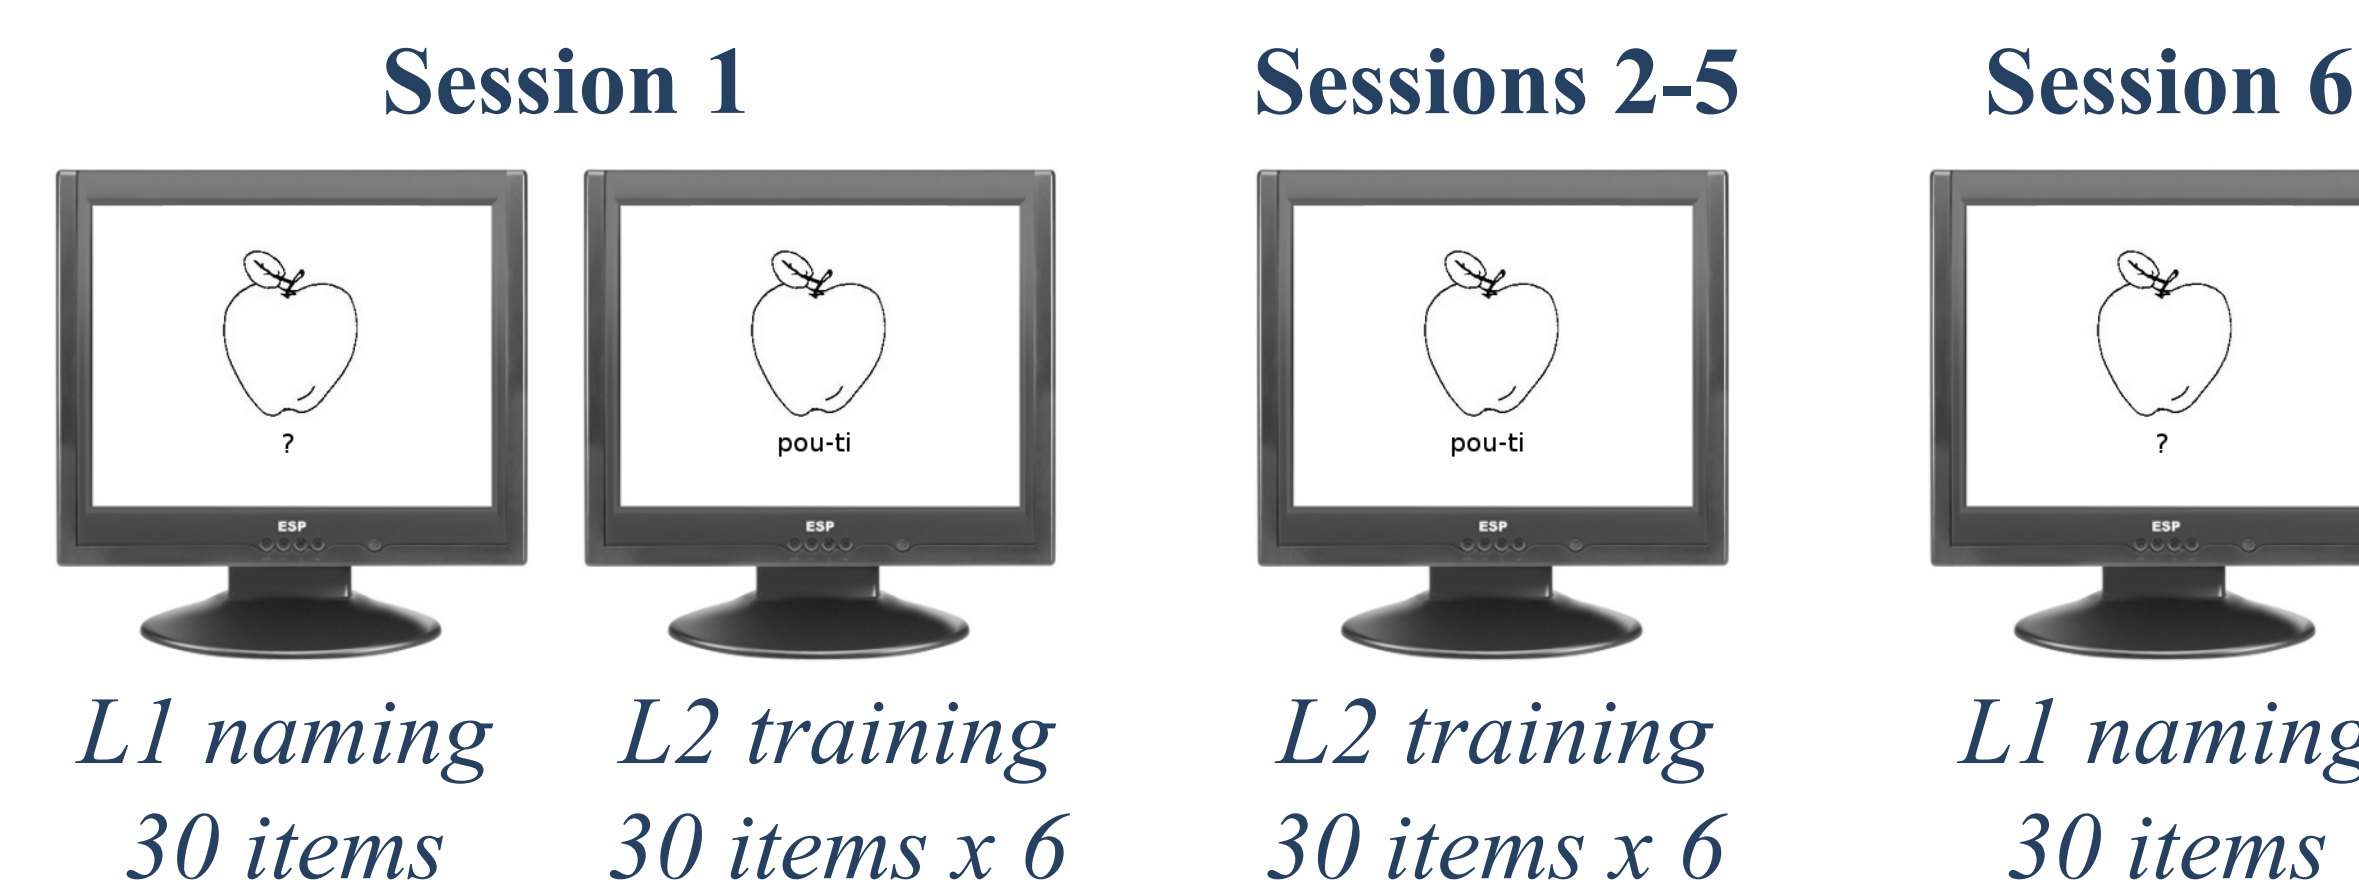 Session 1
Sessions 2-5
Session 6
?
pou-ti
pou-ti
?
ESP
ESP
ESP
ESP
L1 naming
L2 training
L2 training
L1 naming
30 items
30 items x 6
30 items x 6
30 items